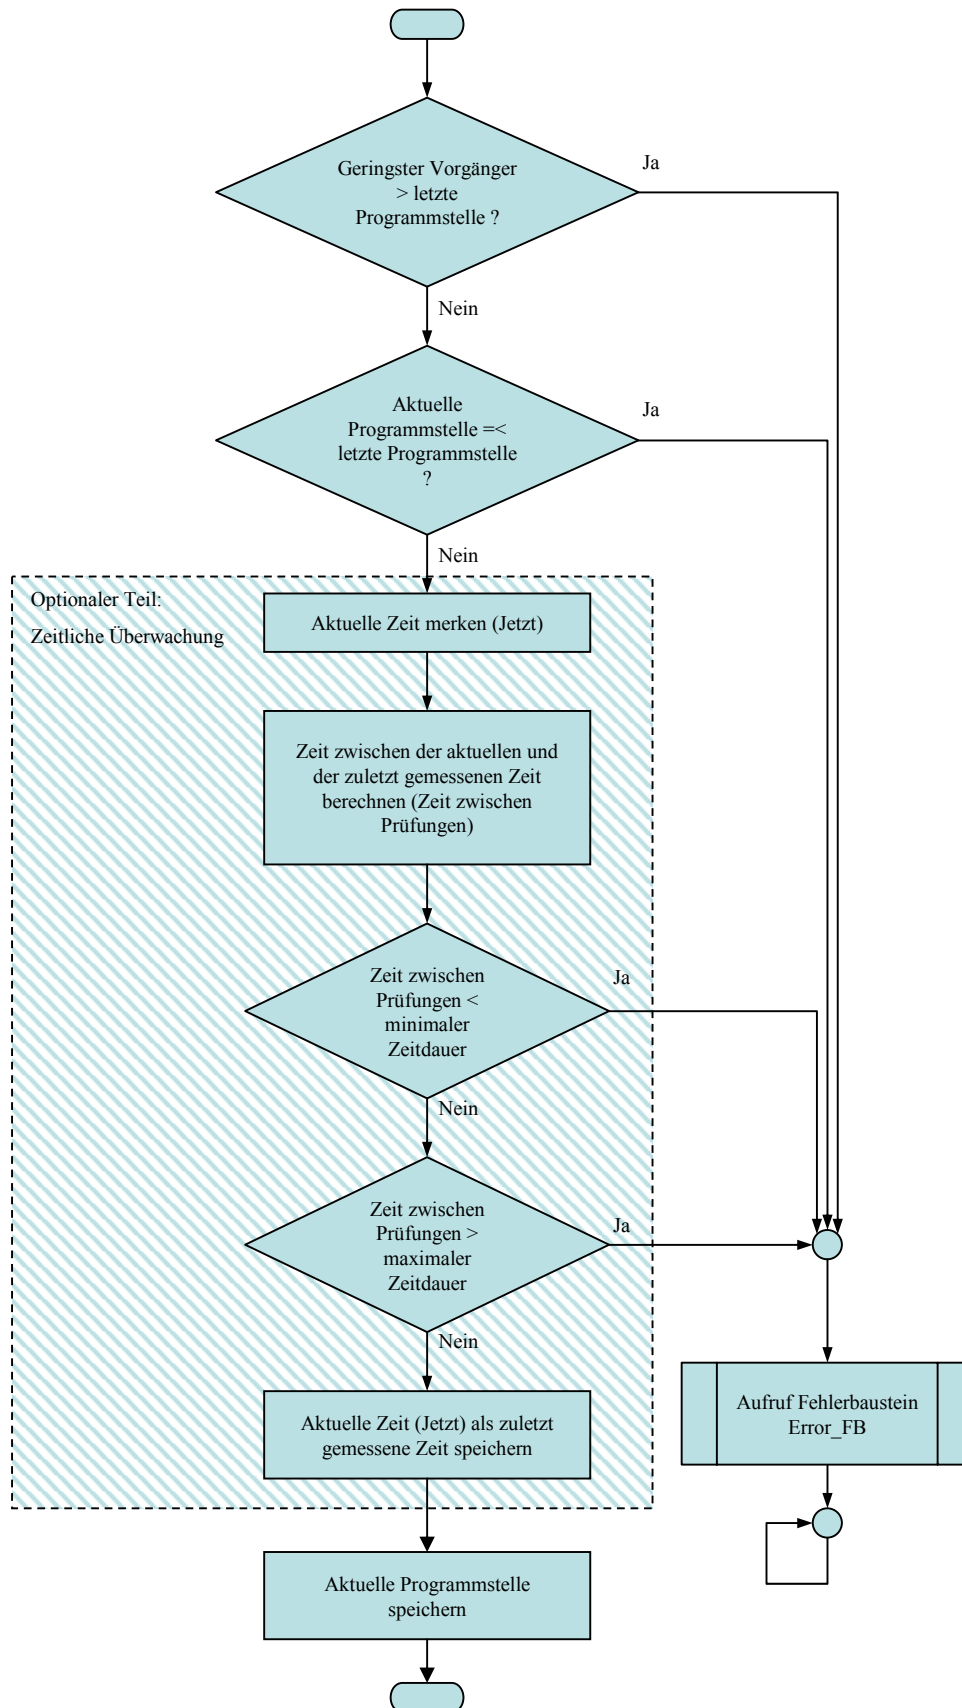 Geringster Vorgänger
> letzte
Programmstelle ?
Ja
Nein
Aktuelle
Programmstelle =<
letzte Programmstelle
?
Ja
Nein
Optionaler Teil:
Zeitliche Überwachung
Aktuelle Zeit merken (Jetzt)
Zeit zwischen der aktuellen und
der zuletzt gemessenen Zeit
berechnen (Zeit zwischen
Prüfungen)
Zeit zwischen
Prüfungen <
minimaler
Zeitdauer
Ja
Nein
Zeit zwischen
Prüfungen >
maximaler
Zeitdauer
Ja
Nein
Aktuelle Zeit (Jetzt) als zuletzt
gemessene Zeit speichern
Aufruf Fehlerbaustein
Error_FB
Aktuelle Programmstelle
speichern